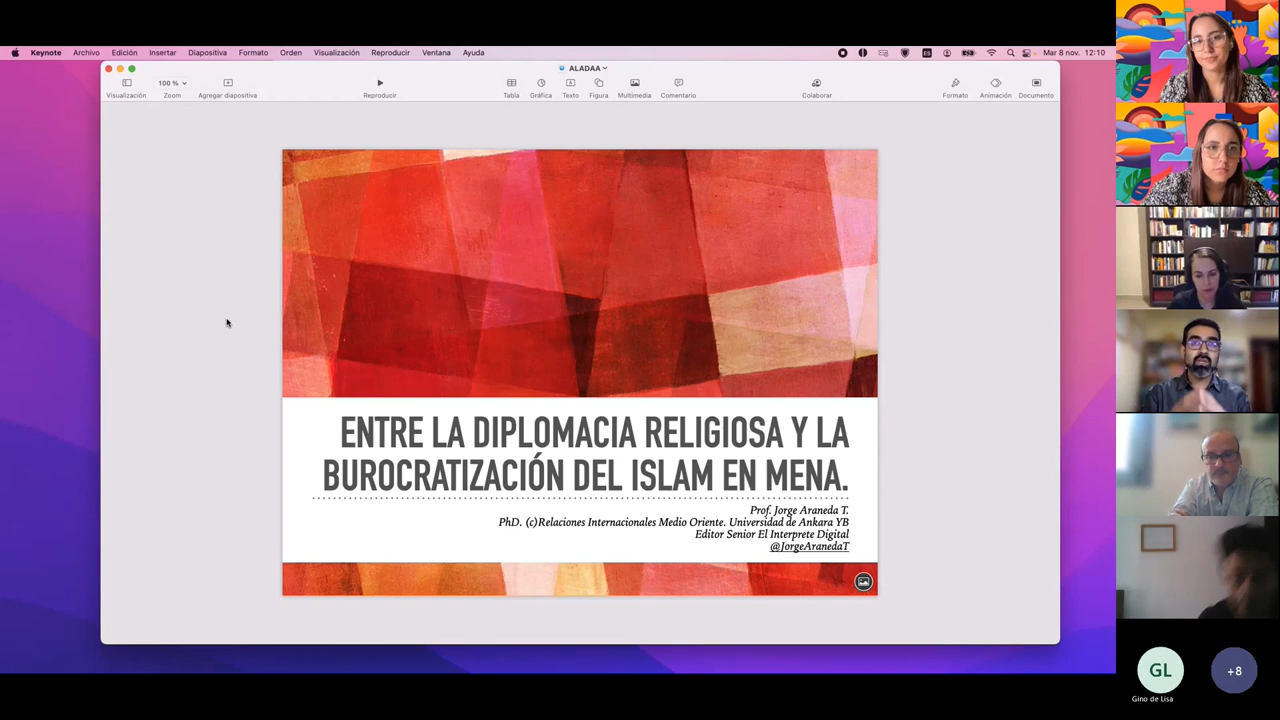 Keynote Archivo Edición Insertar Diapositiva Formato Orden Visualización Reproducir Ventana Ayuda
ES
Mar 8 nov. 12:10
ALADAA
100 %
Visualización Zoom Agregar diapositiva Reproducir Tabla Gráfica Texto Figura Multimedia Comentario Colaborar Formato Animación Documento
ENTRE LA DIPLOMACIA RELIGIOSA Y LA
BUROCRATIZACIÓN DEL ISLAM EN MENA.
Prof. Jorge Araneda T.
PhD. (c)Relaciones Internacionales Medio Oriente. Universidad de Ankara YB
Editor Senior El Interprete Digital
@JorgeAranedaT
GL
+8
Gino de Lisa